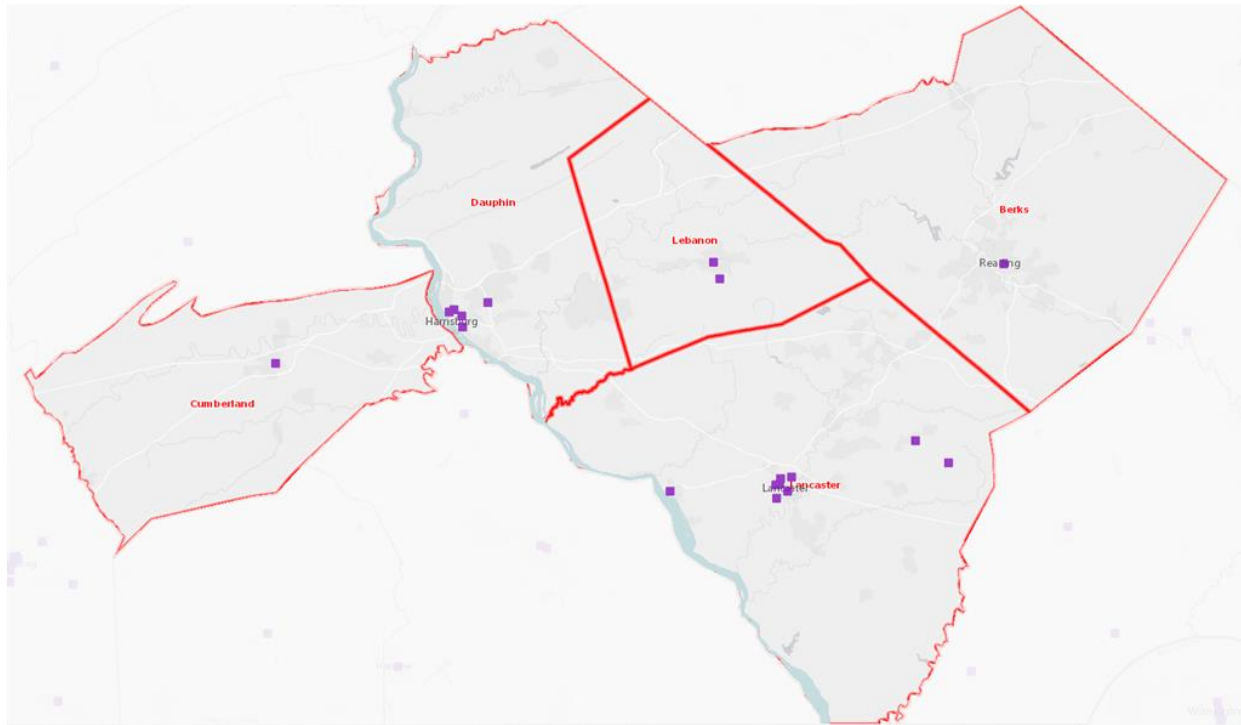 Dauphin
Berks
Lebanon
Reading
Harrisburg
Cumberland
Lancaster
Lancaster